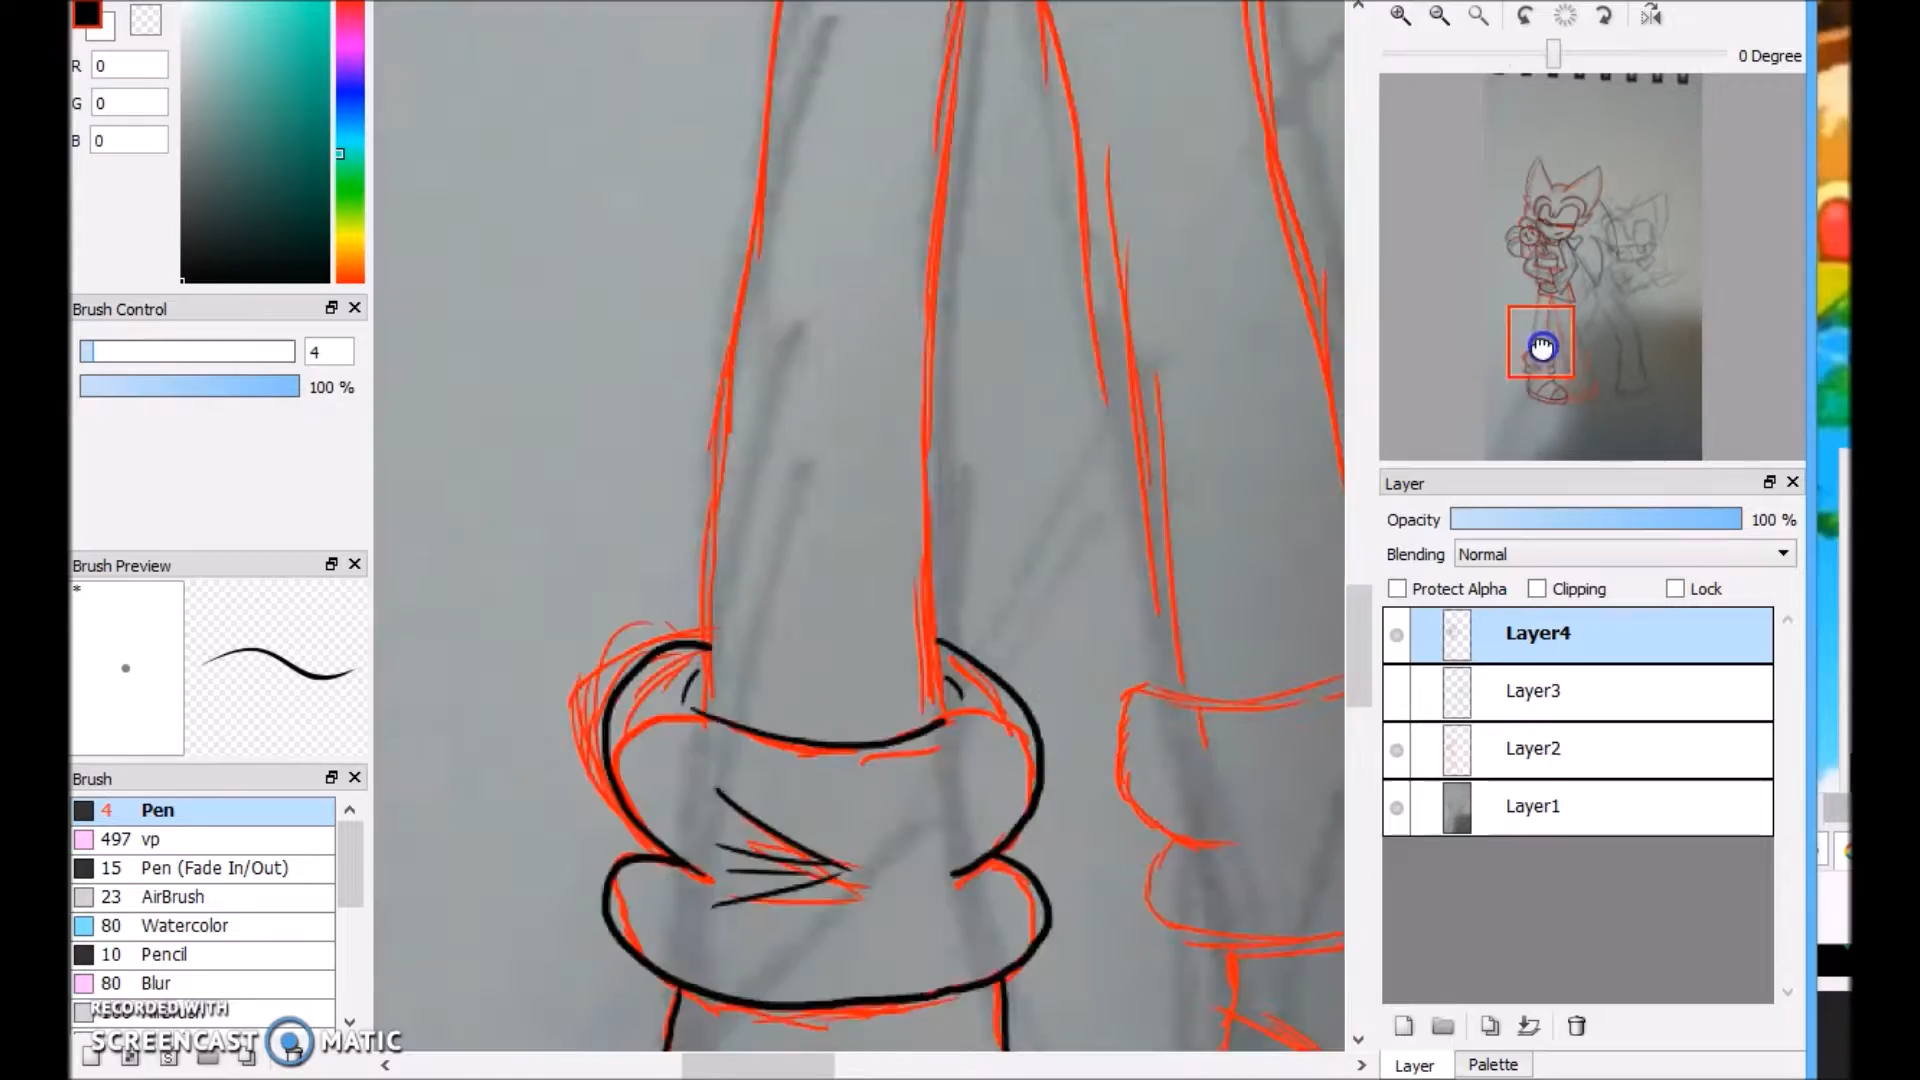 R 0
G 0
B 0
0 Degree
Brush Control
4
100 %
Brush Preview
*
Brush
4 Pen
497 vp
15 Pen (Fade In/Out)
23 AirBrush
80 Watercolor
10 Pencil
80 Blur
RECORDED WITH
SCREENCAST MATIC
Layer
Opacity 100 %
Blending Normal
Protect Alpha Clipping Lock
Layer4
Layer3
Layer2
Layer1
Layer Palette